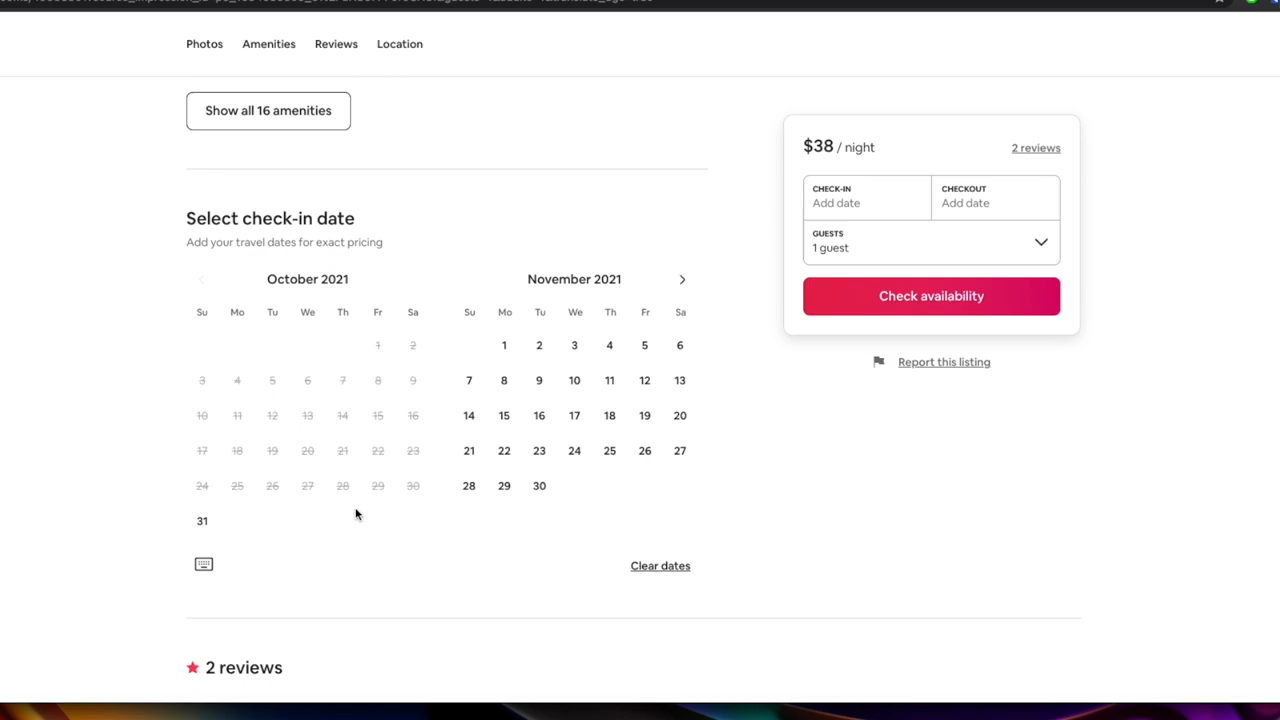 Photos Amenities Reviews Location
Show all 16 amenities
$38 / night
2 reviews
CHECK-IN
Add date
CHECKOUT
Add date
GUESTS
1 guest
Check availability
Report this listing
Select check-in date
Add your travel dates for exact pricing
October 2021
Su Mo Tu We Th Fr Sa
1 2
3 4 5 6 7 8 9
10 11 12 13 14 15 16
17 18 19 20 21 22 23
24 25 26 27 28 29 30
31
November 2021
Su Mo Tu We Th Fr Sa
1 2 3 4 5 6
7 8 9 10 11 12 13
14 15 16 17 18 19 20
21 22 23 24 25 26 27
28 29 30
Clear dates
2 reviews